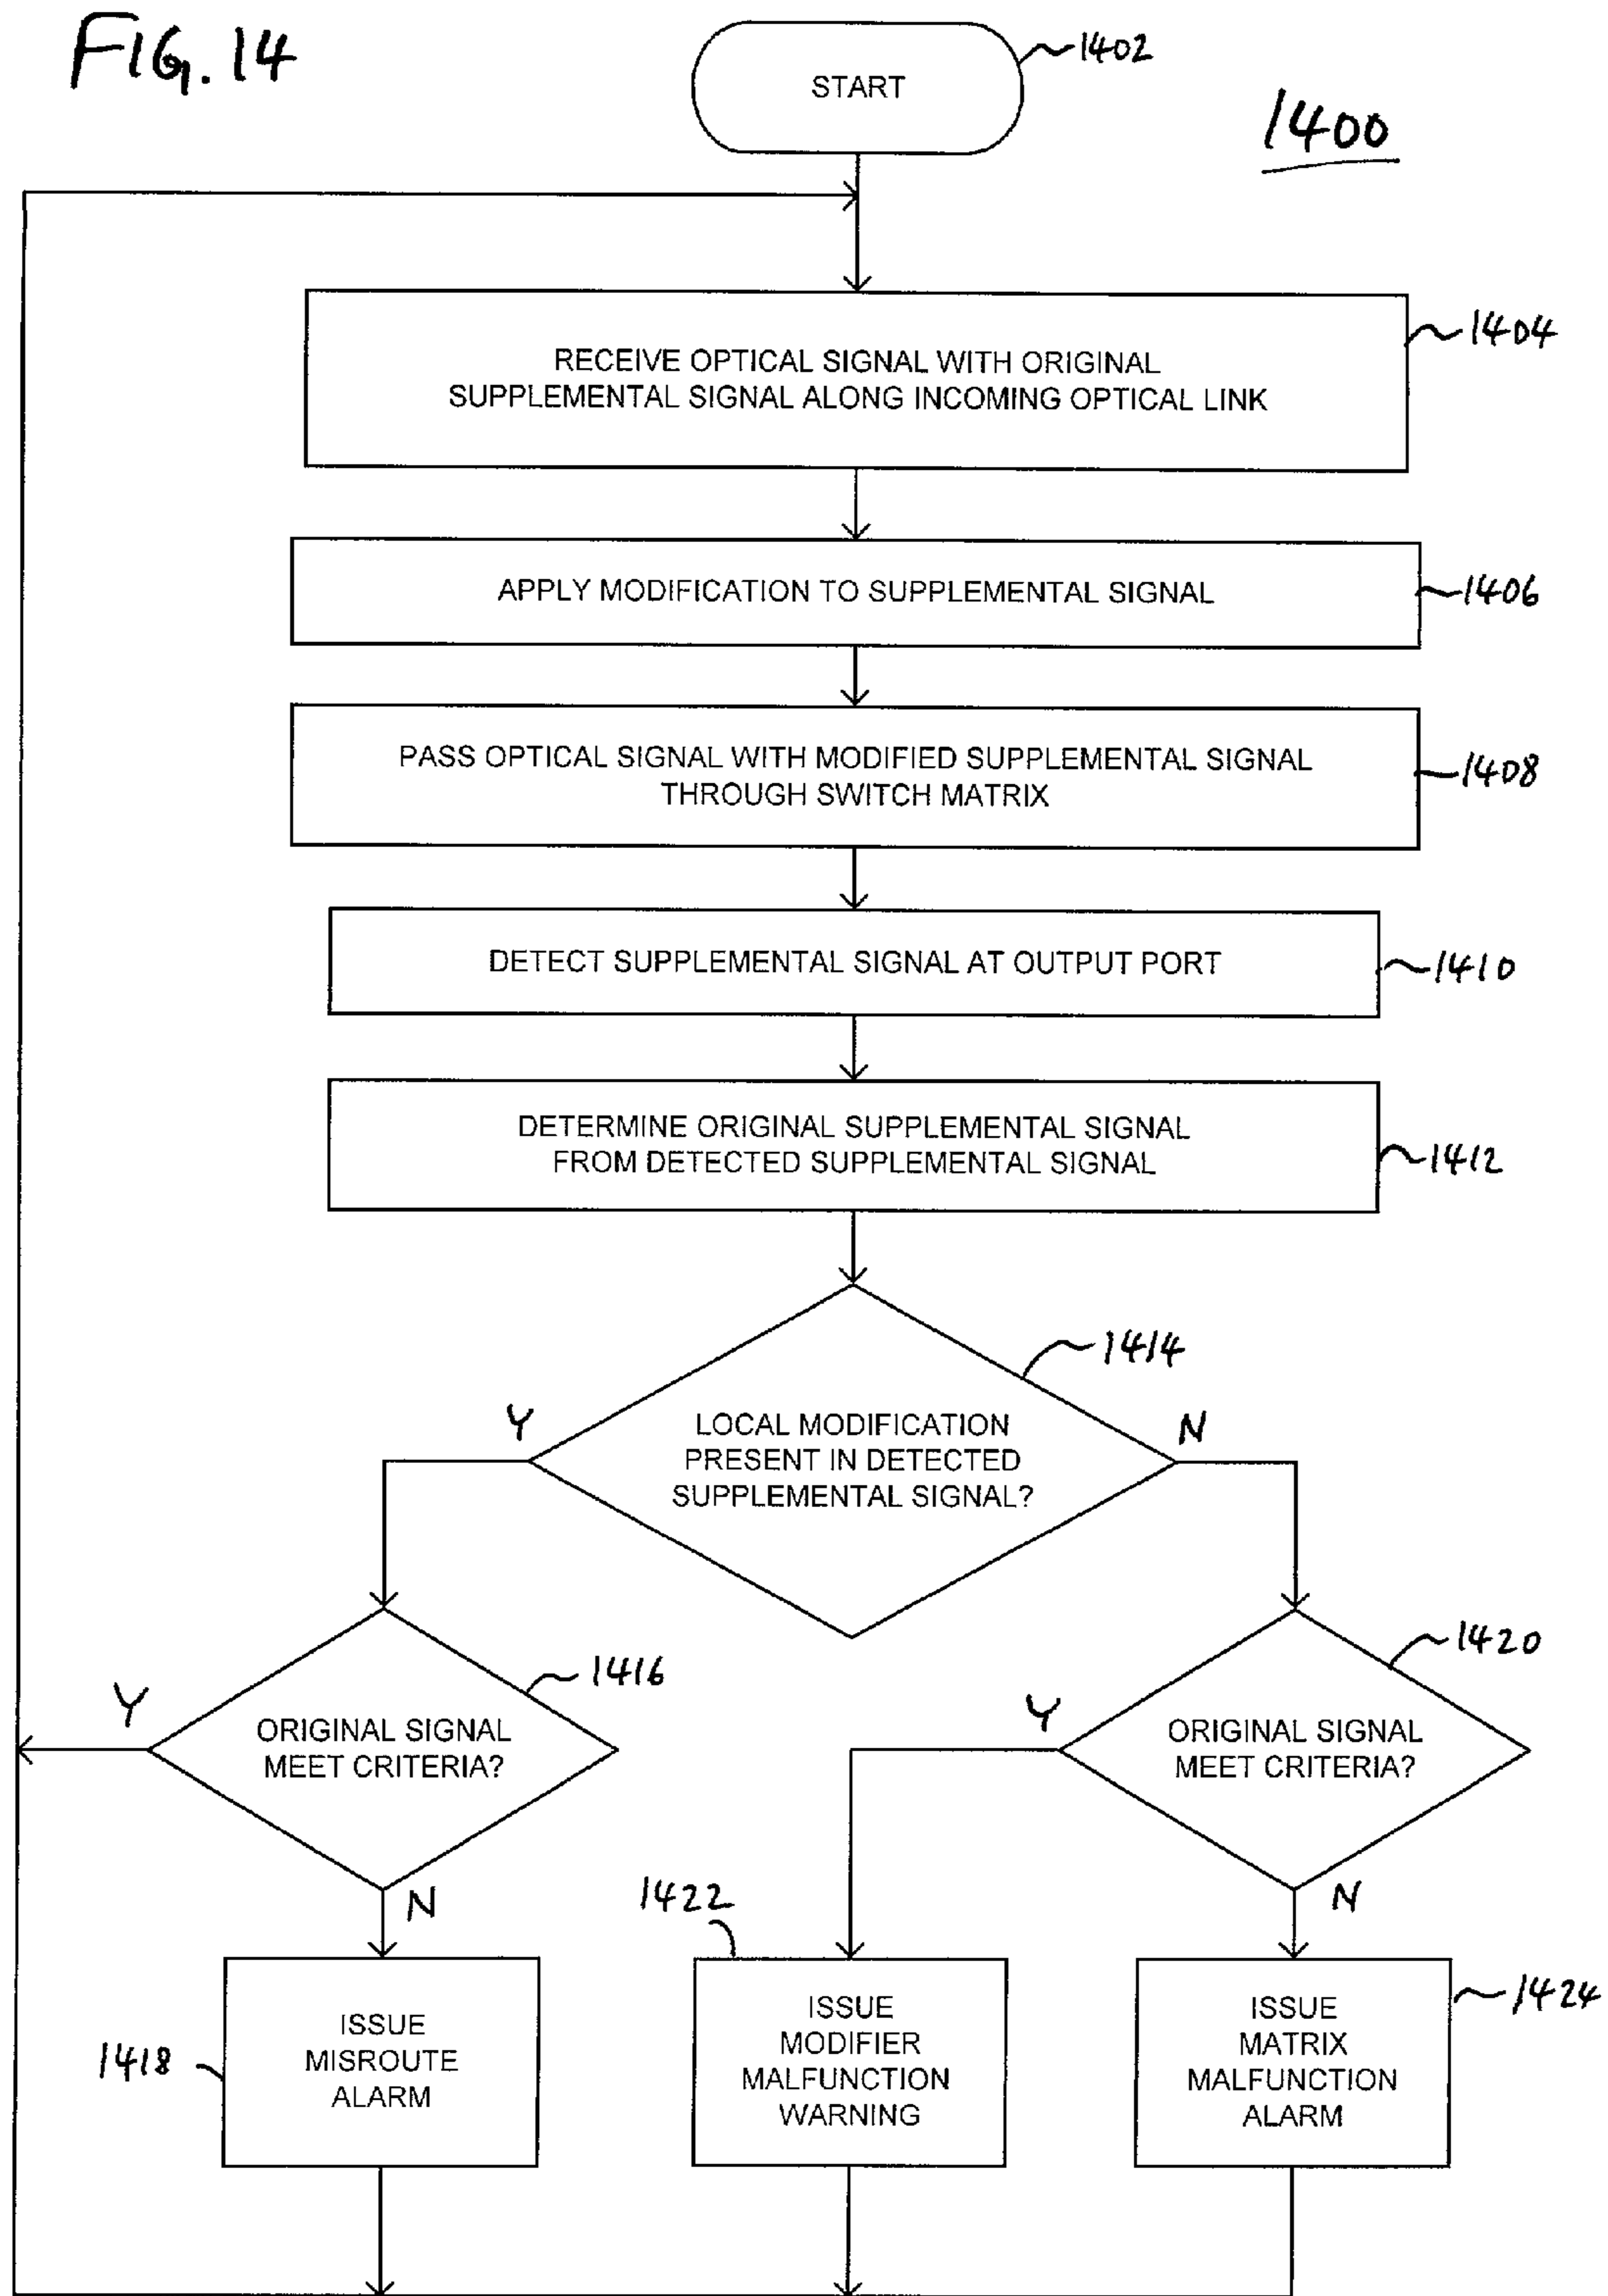 FIG. 14
START
1402
1400
RECEIVE OPTICAL SIGNAL WITH ORIGINAL
SUPPLEMENTAL SIGNAL ALONG INCOMING OPTICAL LINK
1404
APPLY MODIFICATION TO SUPPLEMENTAL SIGNAL
1406
PASS OPTICAL SIGNAL WITH MODIFIED SUPPLEMENTAL SIGNAL
THROUGH SWITCH MATRIX
1408
DETECT SUPPLEMENTAL SIGNAL AT OUTPUT PORT
1410
DETERMINE ORIGINAL SUPPLEMENTAL SIGNAL
FROM DETECTED SUPPLEMENTAL SIGNAL
1412
1414
Y
LOCAL MODIFICATION
PRESENT IN DETECTED
SUPPLEMENTAL SIGNAL?
N
1416
Y
ORIGINAL SIGNAL
MEET CRITERIA?
N
1420
Y
ORIGINAL SIGNAL
MEET CRITERIA?
N
1418
ISSUE
MISROUTE
ALARM
1422
ISSUE
MODIFIER
MALFUNCTION
WARNING
ISSUE
MATRIX
MALFUNCTION
ALARM
1424